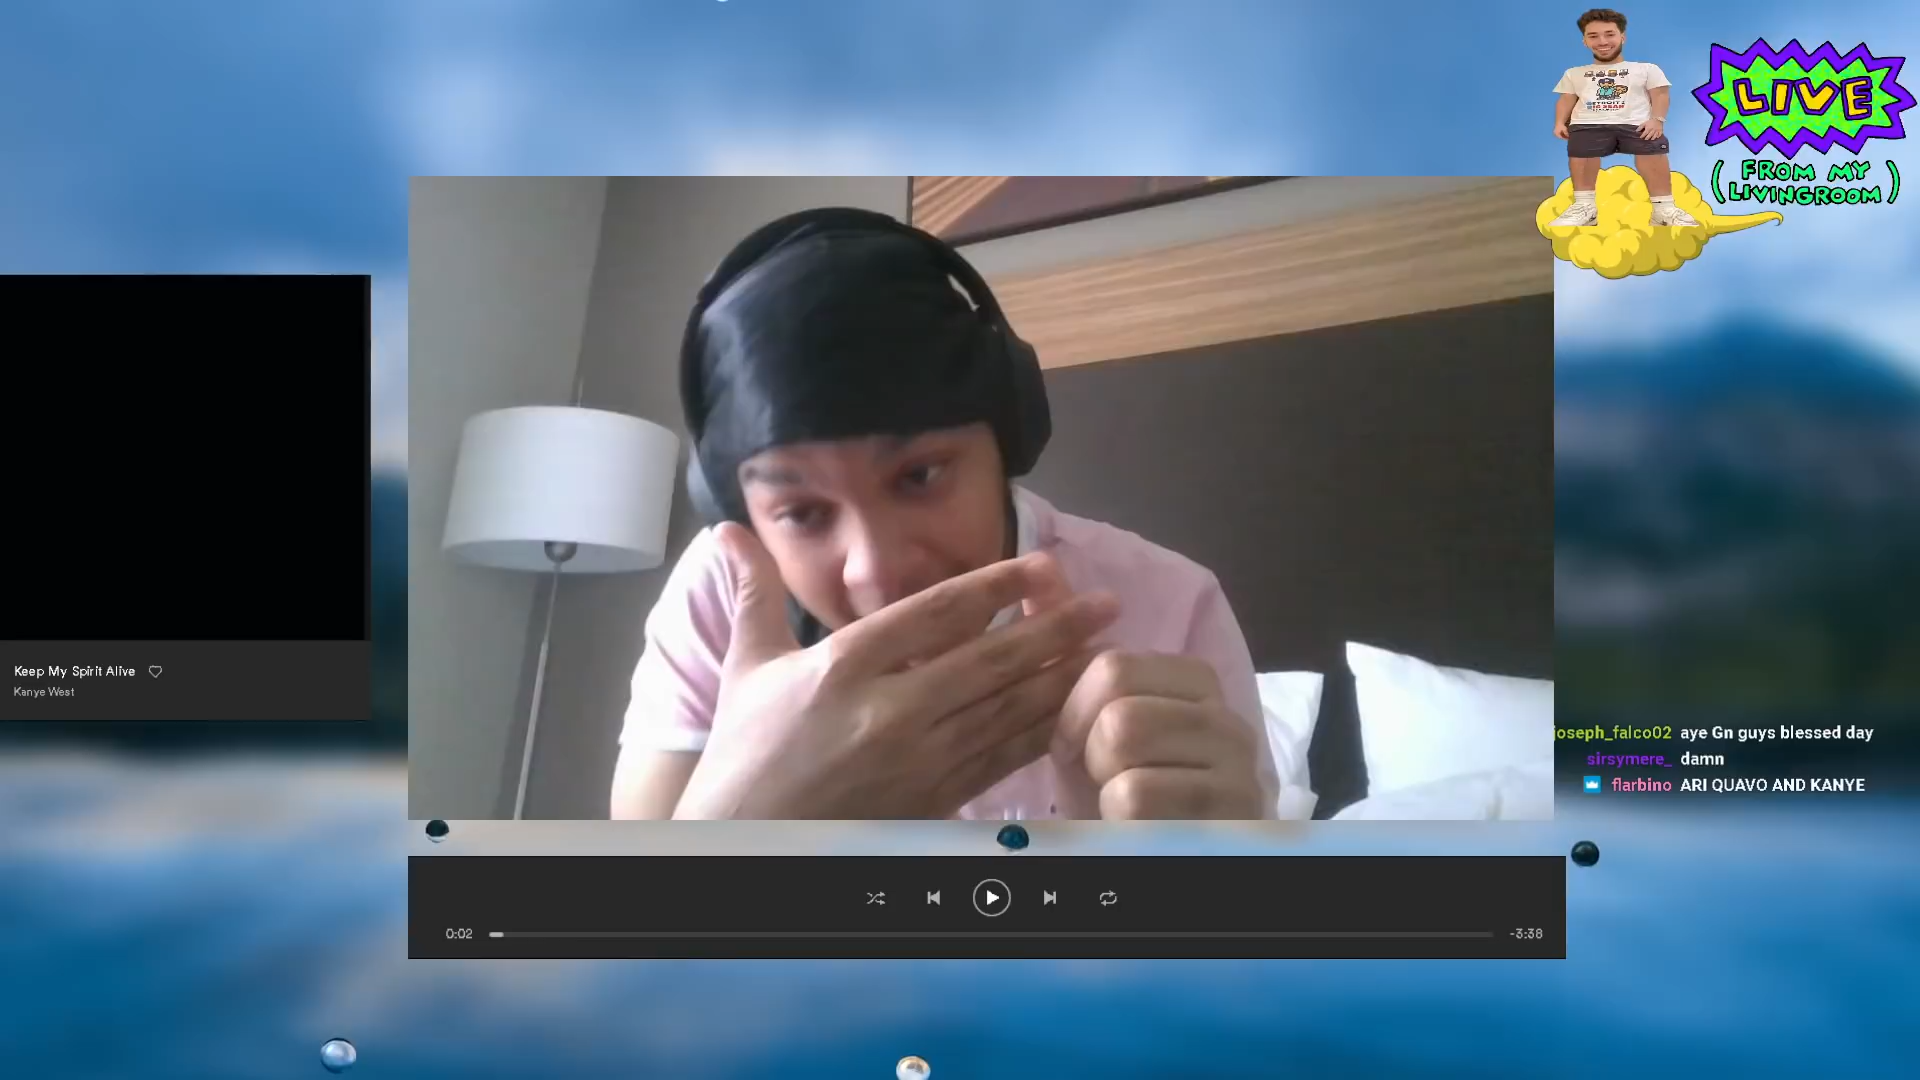 LIVE
(FROM MY
LIVINGROOM)
Keep My Spirit Alive
Kanye West
joseph_falco02 aye Gn guys blessed day
sirsymere_ damn
flarbino ARI QUAVO AND KANYE
0:02
-3:38